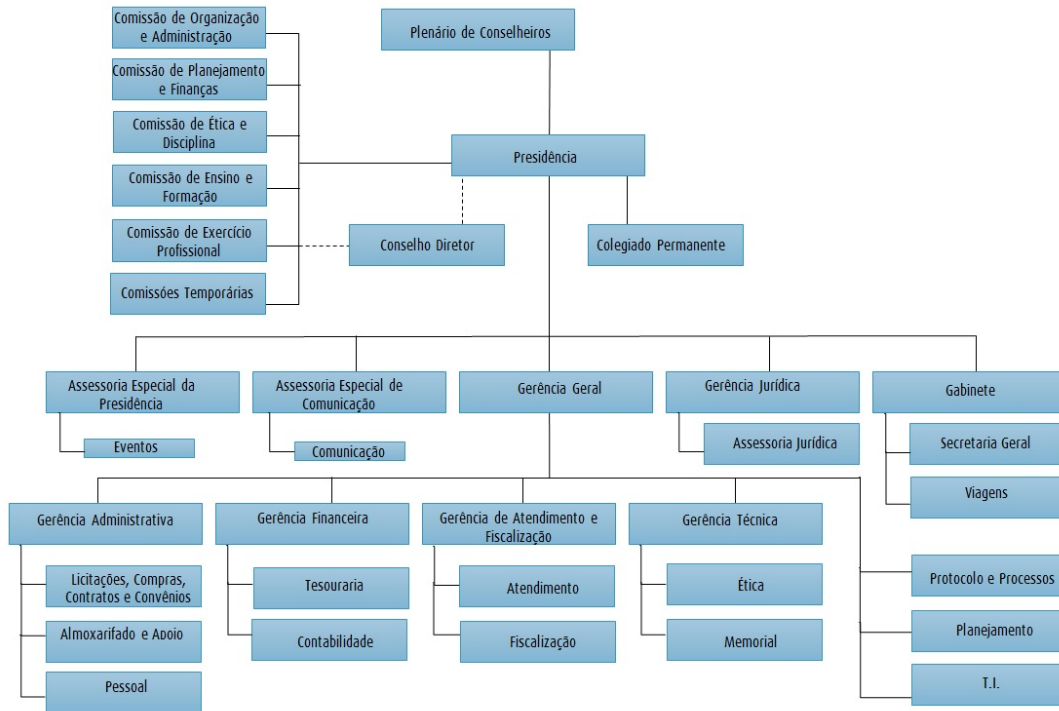 Comissão de Organização
e Administração
Plenário de Conselheiros
Comissão de Planejamento
e Finanças
Comissão de Ética e
Disciplina
Presidência
Comissão de Ensino e
Formação
Comissão de Exercício
Profissional
Conselho Diretor
Colegiado Permanente
Comissões Temporárias
Assessoria Especial da
Presidência
Assessoria Especial de
Comunicação
Gerência Geral
Gerência Jurídica
Gabinete
Eventos
Comunicação
Assessoria Jurídica
Secretaria Geral
Viagens
Gerência Administrativa
Gerência Financeira
Gerência de Atendimento e
Fiscalização
Gerência Técnica
Licitações, Compras,
Contratos e Convênios
Tesouraria
Atendimento
Ética
Protocolo e Processos
Almoxarifado e Apoio
Contabilidade
Fiscalização
Memorial
Planejamento
Pessoal
T.I.